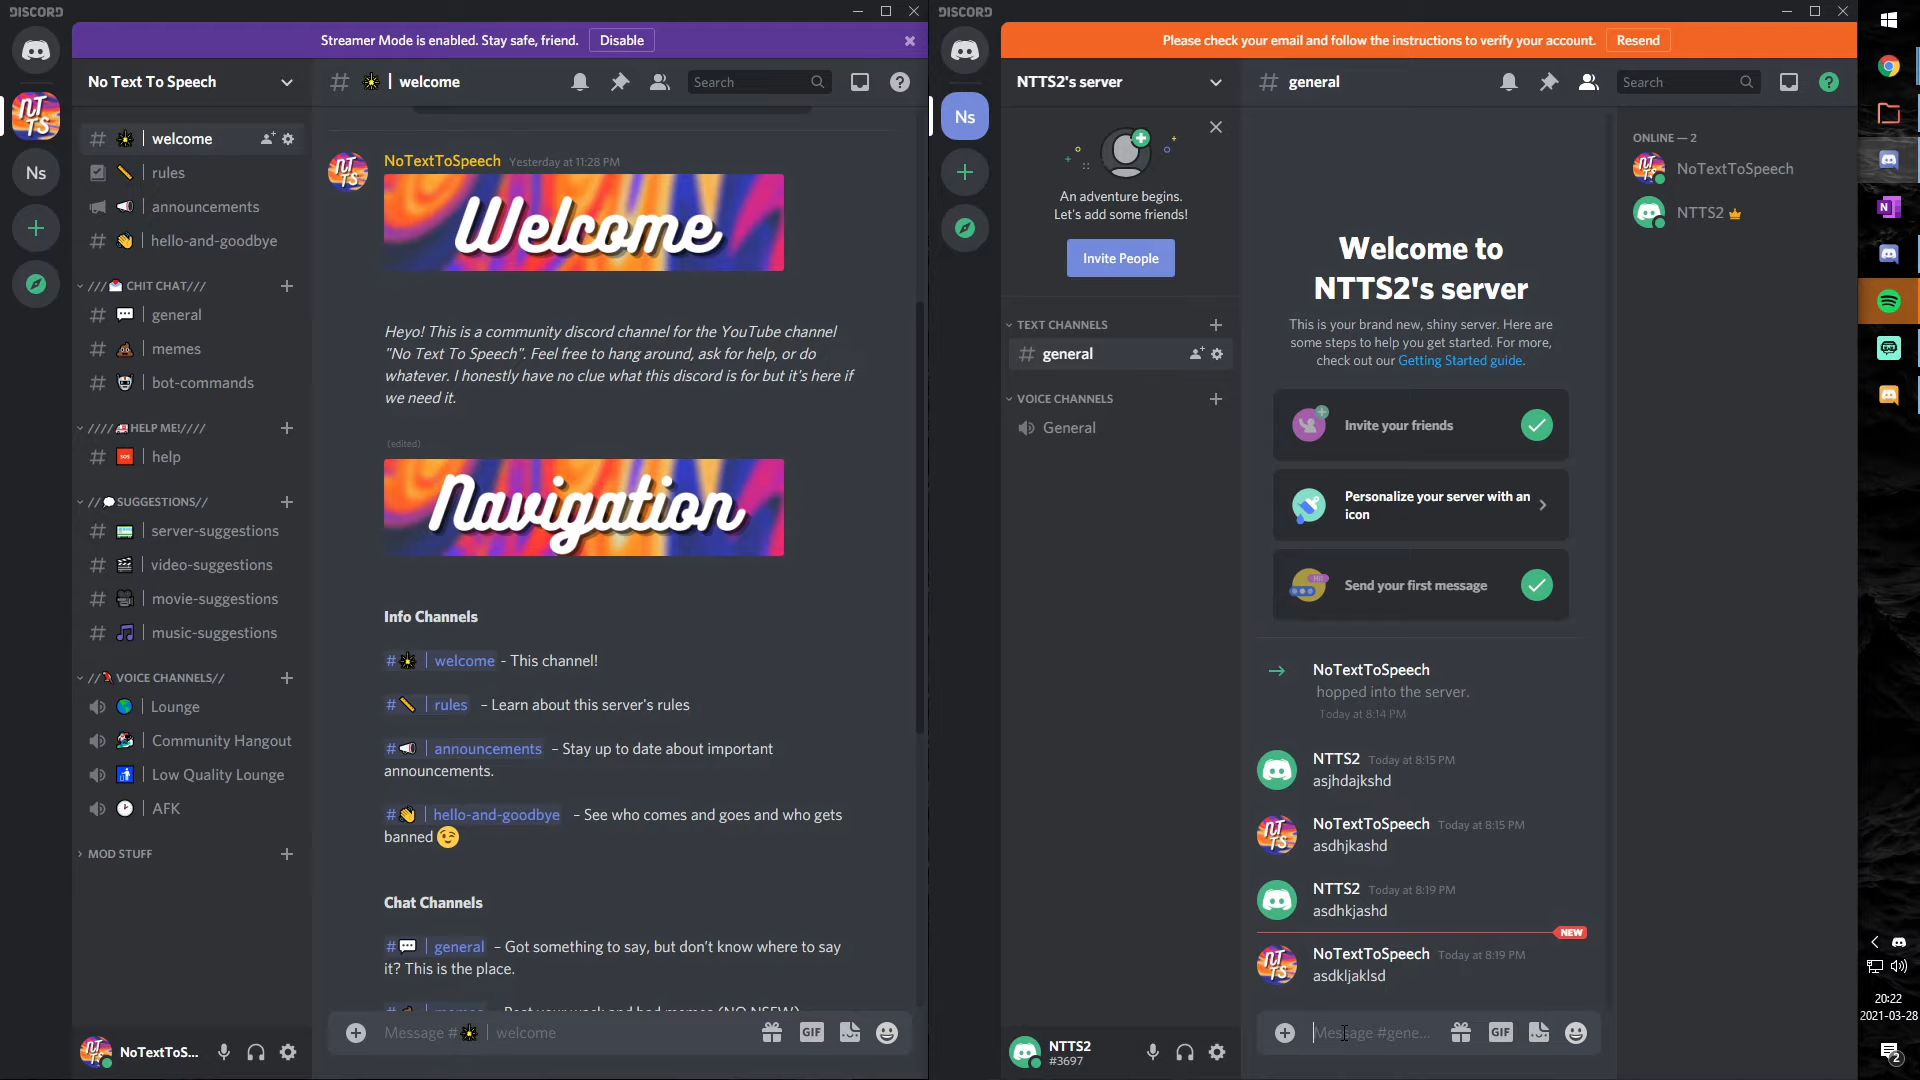 DISCORD
Streamer Mode is enabled. Stay safe, friend.
Disable
No Text To Speech
welcome
Search
NTTS
Ns
welcome
rules
announcements
hello-and-goodbye
/// CHIT CHAT///
general
memes
bot-commands
//// HELP ME!////
SOS
help
// SUGGESTIONS//
server-suggestions
video-suggestions
movie-suggestions
music-suggestions
// VOICE CHANNELS//
Lounge
Community Hangout
Low Quality Lounge
AFK
MOD STUFF
NoTextToS...
NoTextToSpeech Yesterday at 11:28 PM
Welcome
Heyo! This is a community discord channel for the YouTube channel
"No Text To Speech". Feel free to hang around, ask for help, or do
whatever. I honestly have no clue what this discord is for but it's here if
we need it.
(edited)
Navigation
Info Channels
# | welcome - This channel!
# | rules – Learn about this server's rules
# | announcements – Stay up to date about important
announcements.
# | hello-and-goodbye – See who comes and goes and who gets
banned
Chat Channels
# | general – Got something to say, but don't know where to say
it? This is the place.
Message # | welcome
GIF
DISCORD
Please check your email and follow the instructions to verify your account.
Resend
NTTS2's server
# general
Search
Ns
An adventure begins.
Let's add some friends!
Invite People
TEXT CHANNELS
# general
VOICE CHANNELS
General
NTTS2
#3697
Welcome to
NTTS2's server
This is your brand new, shiny server. Here are
some steps to help you get started. For more,
check out our Getting Started guide.
Invite your friends
Personalize your server with an
icon
Send your first message
NoTextToSpeech
hopped into the server.
Today at 8:14 PM
NTTS2 Today at 8:15 PM
asjhdajkshd
NoTextToSpeech Today at 8:15 PM
asdhjkashd
NTTS2 Today at 8:19 PM
asdhkjashd
NEW
NoTextToSpeech Today at 8:19 PM
asdkljaklsd
Message #gene...
GIF
ONLINE — 2
NoTextToSpeech
NTTS2
N
20:22
2021-03-28
2